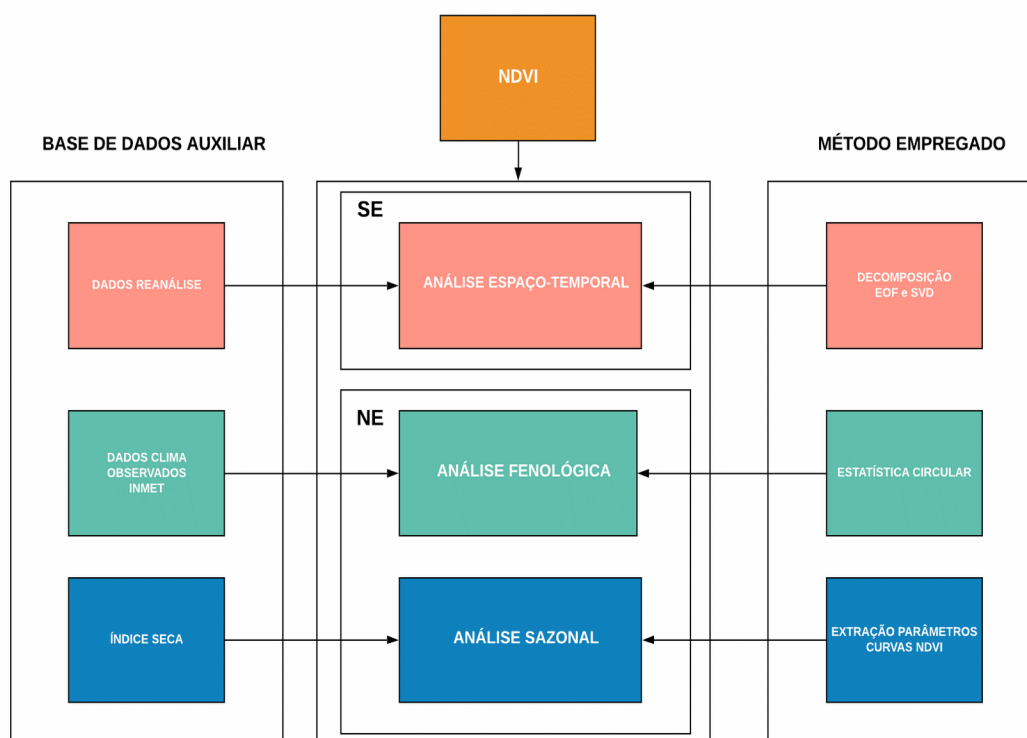 NDVI
BASE DE DADOS AUXILIAR
MÉTODO EMPREGADO
SE
DADOS REANÁLISE
ANÁLISE ESPAÇO-TEMPORAL
DECOMPOSIÇÃO
EOF e SVD
NE
DADOS CLIMA
OBSERVADOS
INMET
ANÁLISE FENOLÓGICA
ESTATÍSTICA CIRCULAR
ÍNDICE SECA
ANÁLISE SAZONAL
EXTRAÇÃO PARÂMETROS
CURVAS NDVI